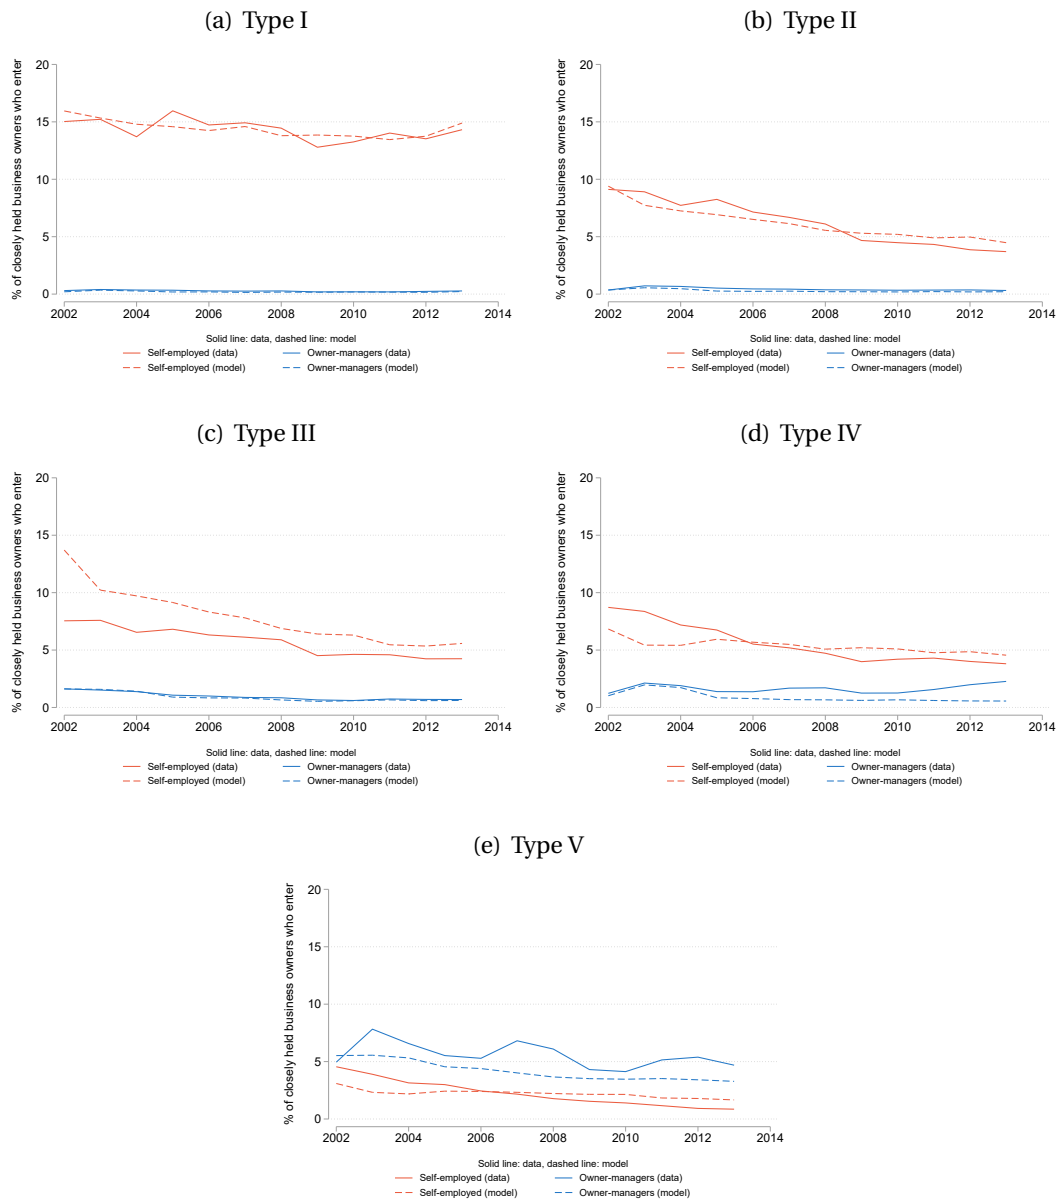 (a) Type I
% of closely held business owners who enter
20
15
10
5
0
2002 2004 2006 2008 2010 2012 2014
Solid line: data, dashed line: model
Self-employed (data) Owner-managers (data)
Self-employed (model) Owner-managers (model)
(b) Type II
% of closely held business owners who enter
20
15
10
5
0
2002 2004 2006 2008 2010 2012 2014
Solid line: data, dashed line: model
Self-employed (data) Owner-managers (data)
Self-employed (model) Owner-managers (model)
(c) Type III
% of closely held business owners who enter
20
15
10
5
0
2002 2004 2006 2008 2010 2012 2014
Solid line: data, dashed line: model
Self-employed (data) Owner-managers (data)
Self-employed (model) Owner-managers (model)
(d) Type IV
% of closely held business owners who enter
20
15
10
5
0
2002 2004 2006 2008 2010 2012 2014
Solid line: data, dashed line: model
Self-employed (data) Owner-managers (data)
Self-employed (model) Owner-managers (model)
(e) Type V
% of closely held business owners who enter
20
15
10
5
0
2002 2004 2006 2008 2010 2012 2014
Solid line: data, dashed line: model
Self-employed (data) Owner-managers (data)
Self-employed (model) Owner-managers (model)